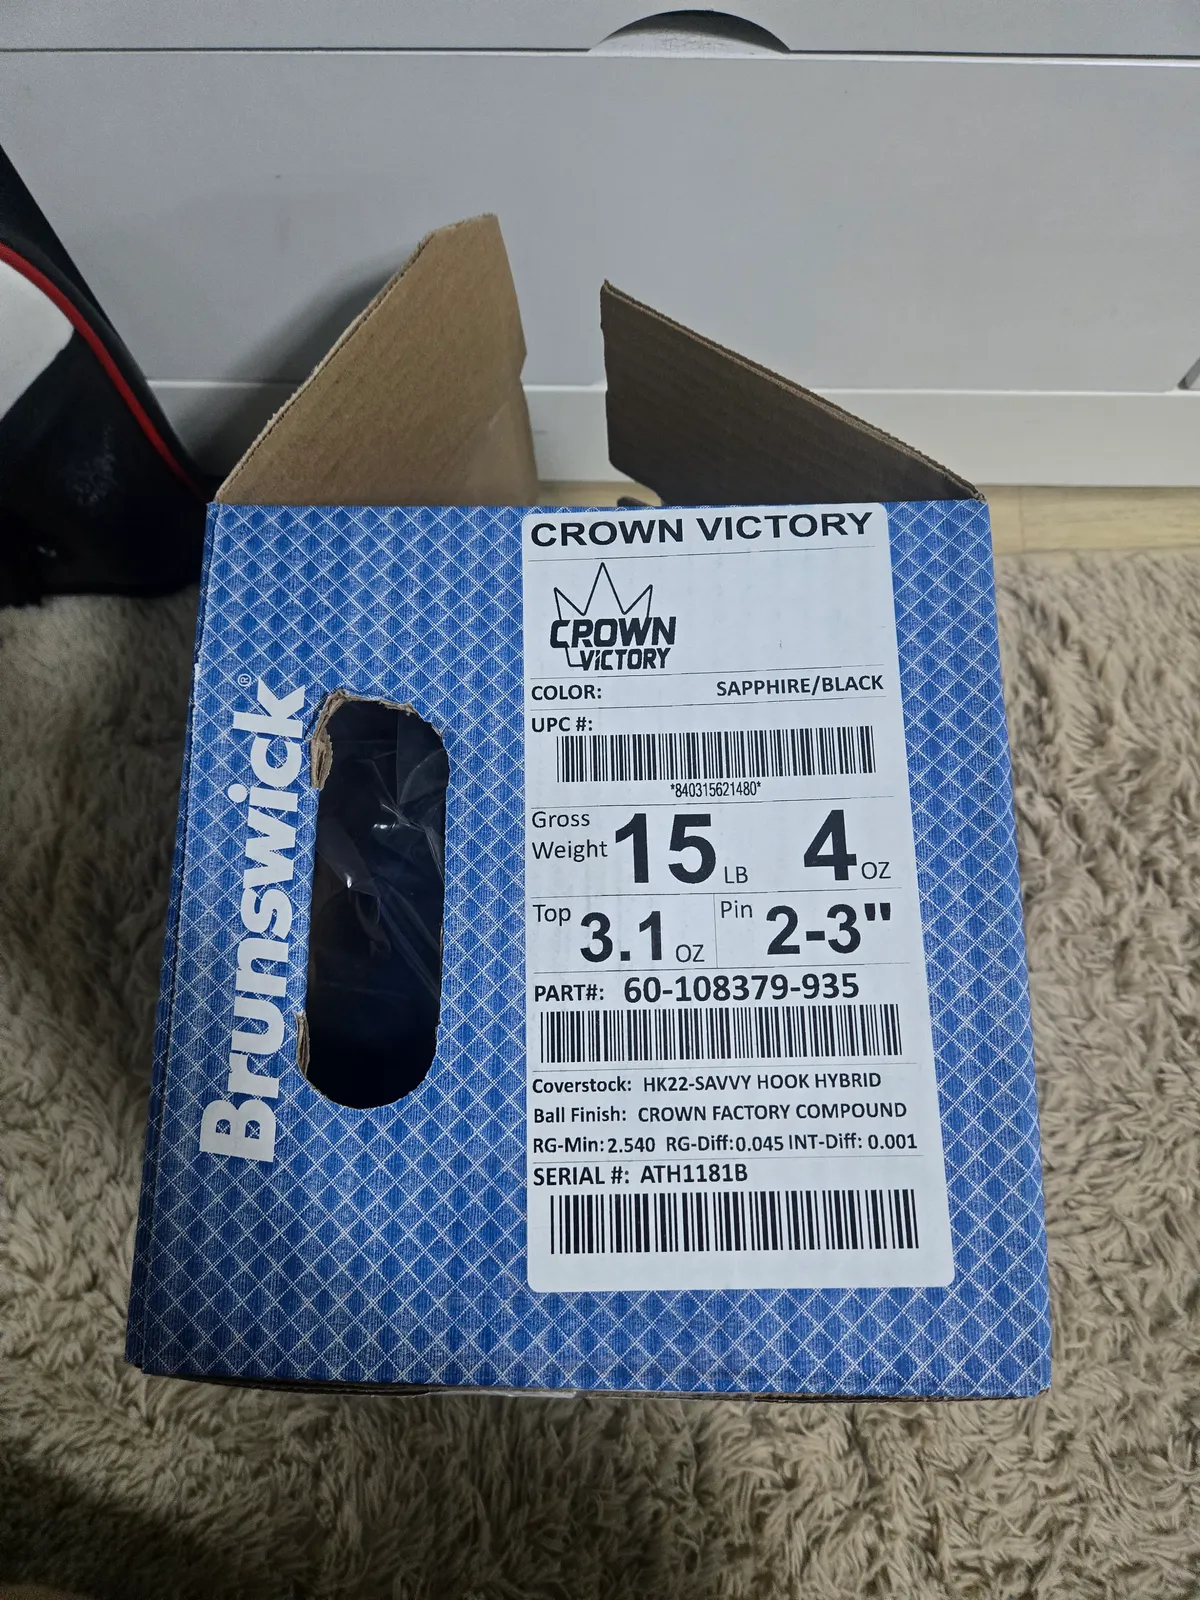 Brunswick®
CROWN VICTORY
CROWN
VICTORY
COLOR: SAPPHIRE/BLACK
UPC #:
*840315621480*
Gross
Weight 15 LB 4 OZ
Top 3.1 OZ Pin 2-3"
PART#: 60-108379-935
Coverstock: HK22-SAVVY HOOK HYBRID
Ball Finish: CROWN FACTORY COMPOUND
RG-Min: 2.540 RG-Diff: 0.045 INT-Diff: 0.001
SERIAL #: ATH1181B